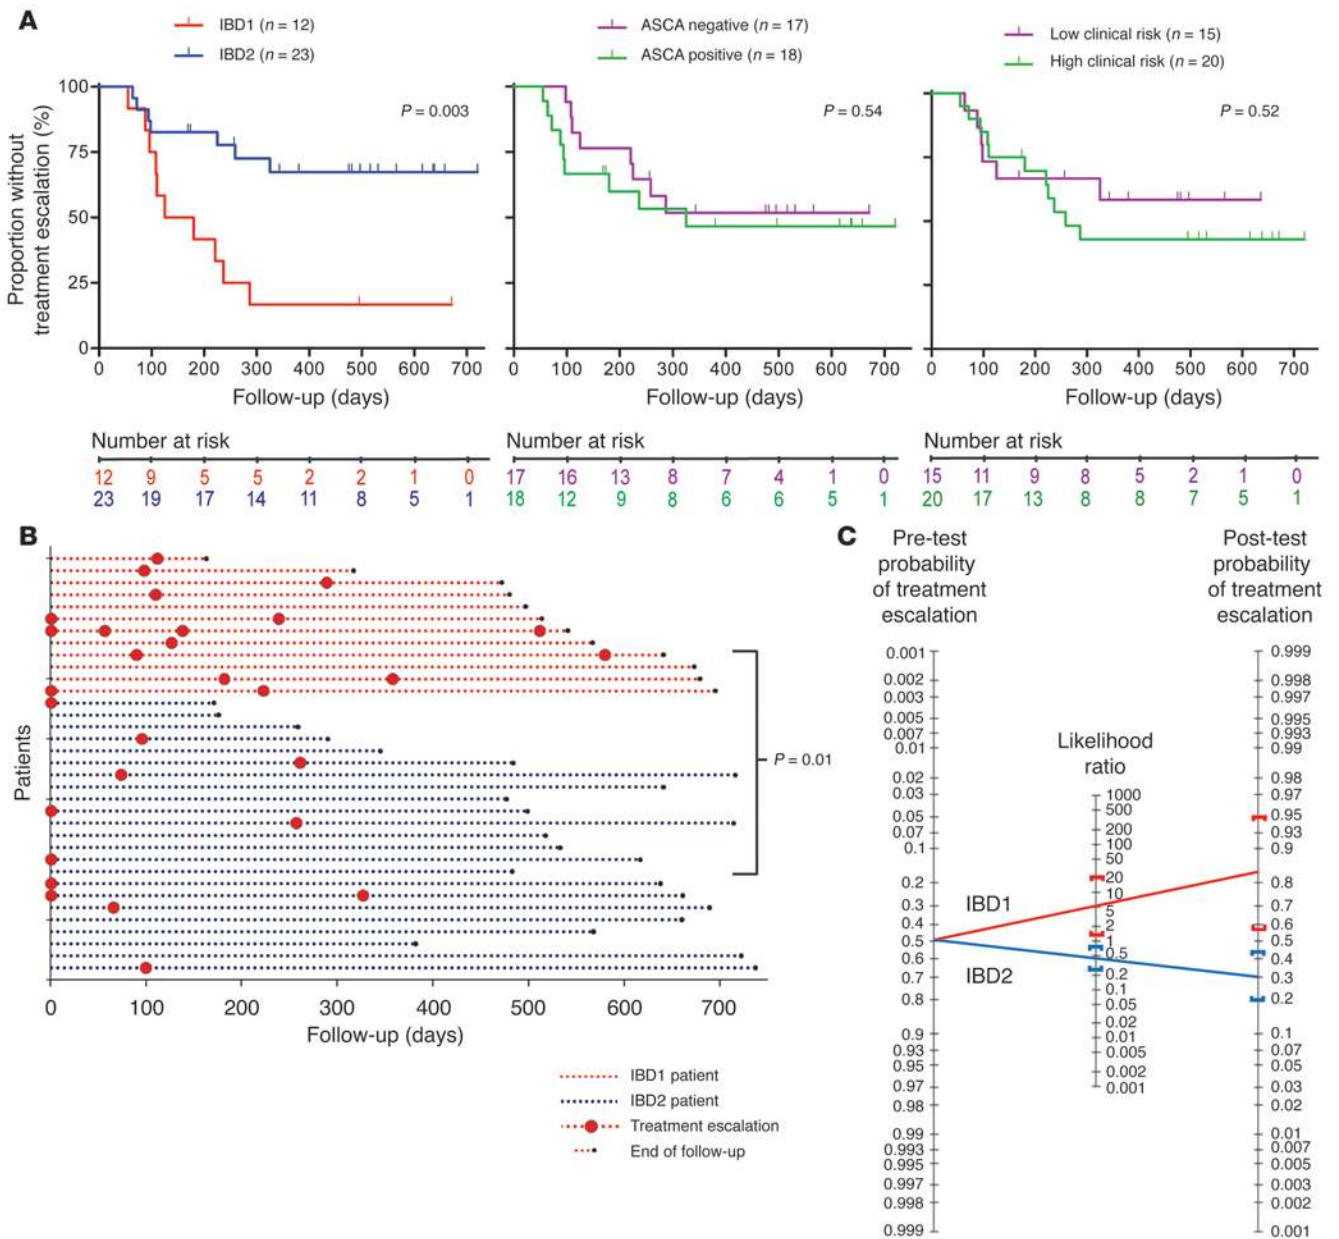 A
IBD1 (n = 12)
IBD2 (n = 23)
ASCA negative (n = 17)
ASCA positive (n = 18)
Low clinical risk (n = 15)
High clinical risk (n = 20)
Proportion without
treatment escalation (%)
100
75
50
25
0
P = 0.003
P = 0.54
P = 0.52
0 100 200 300 400 500 600 700
0 100 200 300 400 500 600 700
0 100 200 300 400 500 600 700
Follow-up (days)
Follow-up (days)
Follow-up (days)
Number at risk
12 9 5 5 2 2 1 0
23 19 17 14 11 8 5 1
Number at risk
17 16 13 8 7 4 1 0
18 12 9 8 6 6 5 1
Number at risk
15 11 9 8 5 2 1 0
20 17 13 8 8 7 5 1
B
Patients
P = 0.01
0 100 200 300 400 500 600 700
Follow-up (days)
IBD1 patient
IBD2 patient
Treatment escalation
End of follow-up
C
Pre-test
probability
of treatment
escalation
Post-test
probability
of treatment
escalation
0.001
0.002
0.003
0.005
0.007
0.01
0.02
0.03
0.05
0.07
0.1
0.2
0.3
0.4
0.5
0.6
0.7
0.8
0.9
0.93
0.95
0.97
0.98
0.99
0.993
0.995
0.997
0.998
0.999
IBD1
IBD2
Likelihood
ratio
1000
500
200
100
50
20
10
5
2
1
0.5
0.2
0.1
0.05
0.02
0.01
0.005
0.002
0.001
0.999
0.998
0.997
0.995
0.993
0.99
0.98
0.97
0.95
0.93
0.9
0.8
0.7
0.6
0.5
0.4
0.3
0.2
0.1
0.07
0.05
0.03
0.02
0.01
0.007
0.005
0.003
0.002
0.001